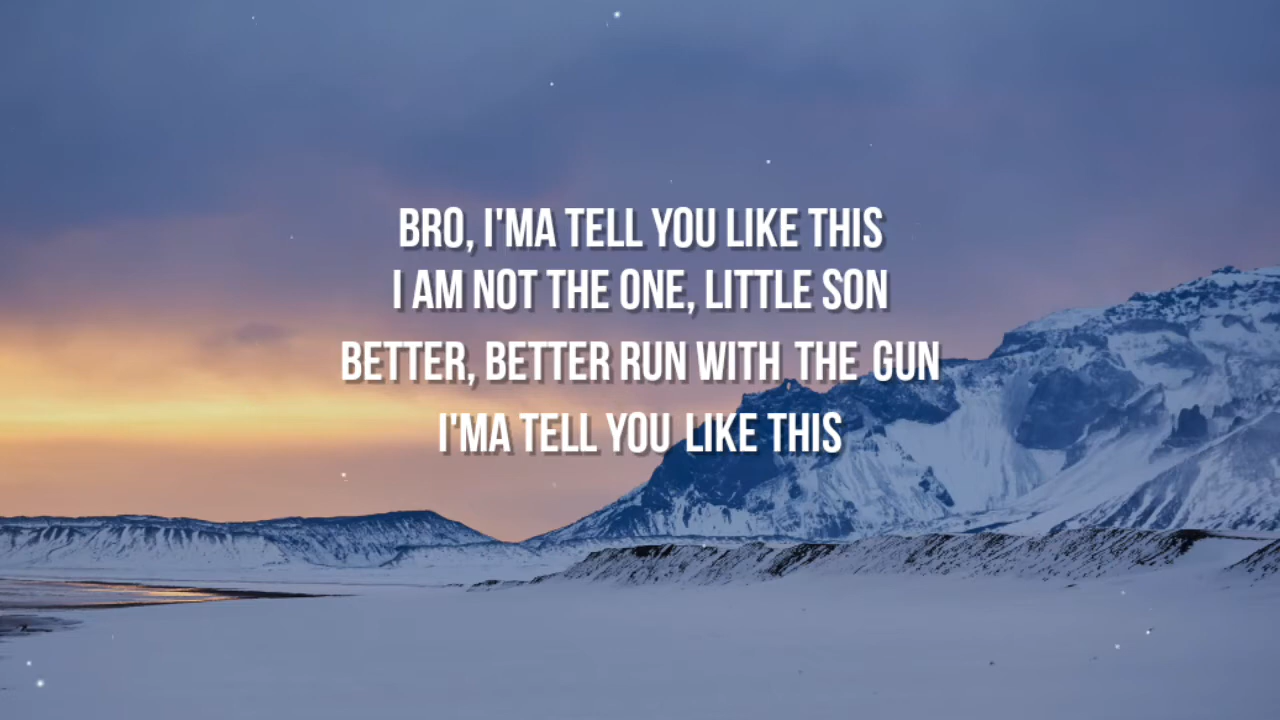 BRO, I'MA TELL YOU LIKE THIS
I AM NOT THE ONE, LITTLE SON
BETTER, BETTER RUN WITH THE GUN
I'MA TELL YOU LIKE THIS